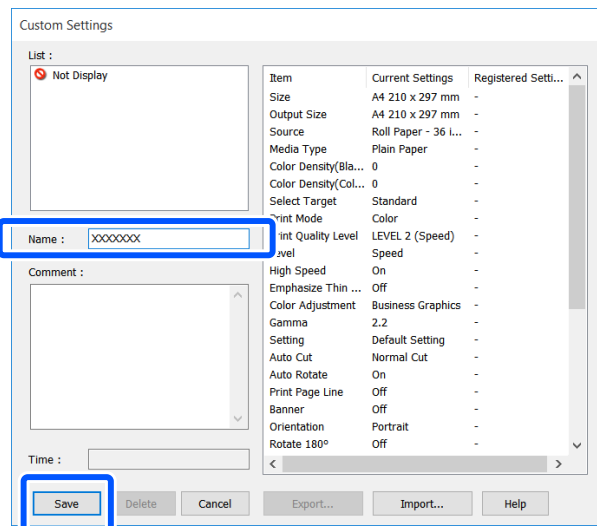 Custom Settings
List :
Not Display
Name : XXXXXXX
Comment :
Time :
Item Current Settings Registered Setti...
Size A4 210 x 297 mm -
Output Size A4 210 x 297 mm -
Source Roll Paper - 36 i... -
Media Type Plain Paper -
Color Density(Bla... 0 -
Color Density(Col... 0 -
Select Target Standard -
Print Mode Color -
Print Quality Level LEVEL 2 (Speed) -
Level Speed -
High Speed On -
Emphasize Thin ... Off -
Color Adjustment Business Graphics -
Gamma 2.2 -
Setting Default Setting -
Auto Cut Normal Cut -
Auto Rotate On -
Print Page Line Off -
Banner Off -
Orientation Portrait -
Rotate 180° Off -
Save Delete Cancel Export... Import... Help